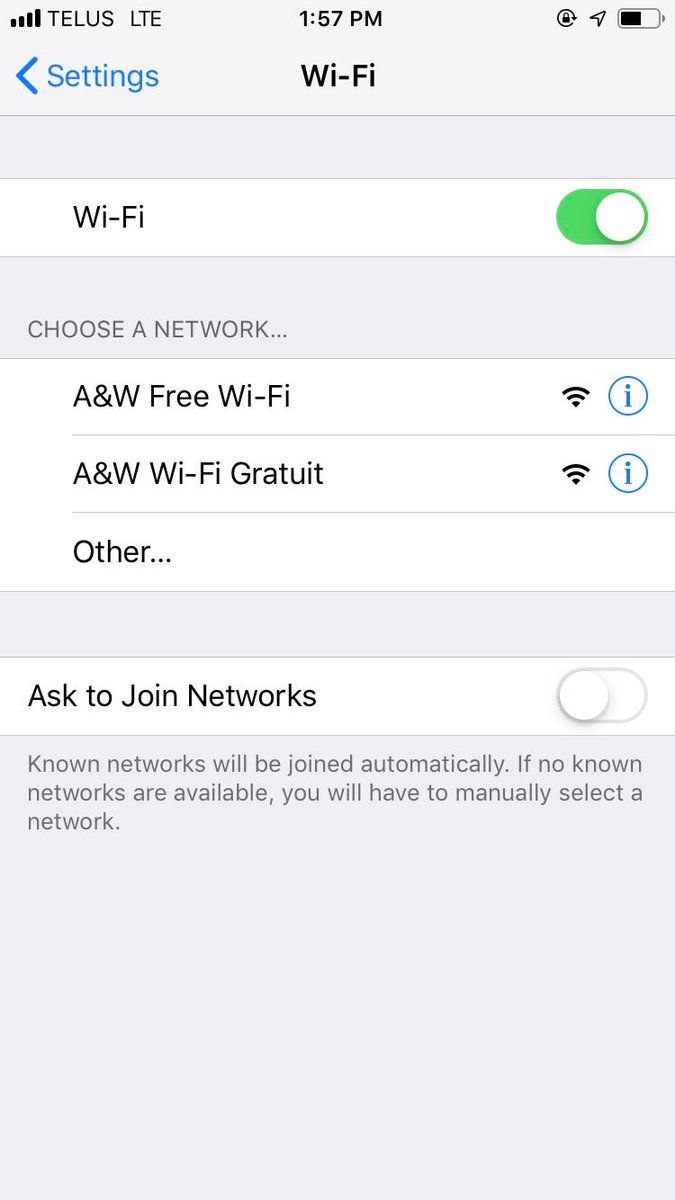 TELUS LTE 1:57 PM
Settings Wi-Fi
Wi-Fi
CHOOSE A NETWORK...
A&W Free Wi-Fi
A&W Wi-Fi Gratuit
Other...
Ask to Join Networks
Known networks will be joined automatically. If no known
networks are available, you will have to manually select a
network.